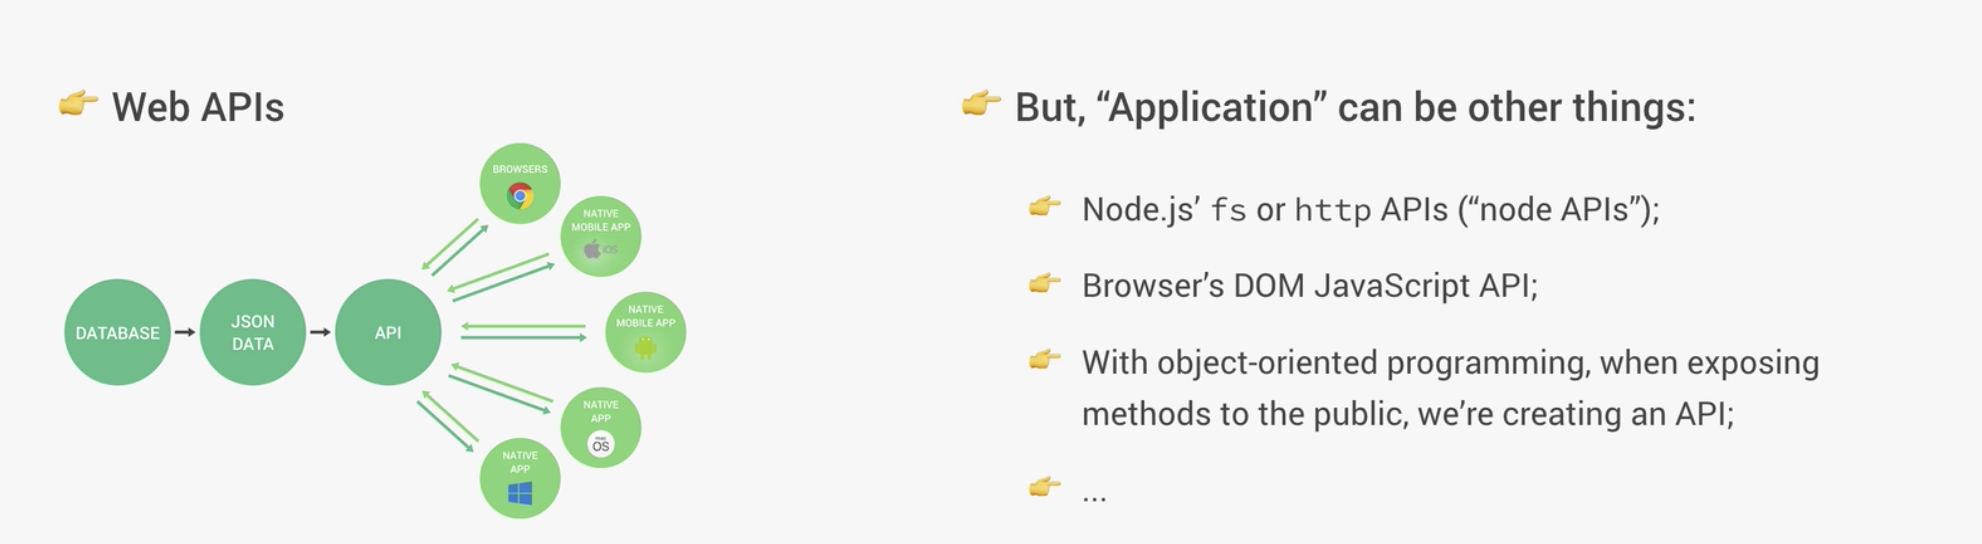 Web APIs
BROWSERS
NATIVE
MOBILE APP
iOS
DATABASE
JSON
DATA
API
NATIVE
MOBILE APP
NATIVE
APP
mac
OS
NATIVE
APP
But, “Application” can be other things:
Node.js’ fs or http APIs (“node APIs”);
Browser’s DOM JavaScript API;
With object-oriented programming, when exposing
methods to the public, we’re creating an API;
...